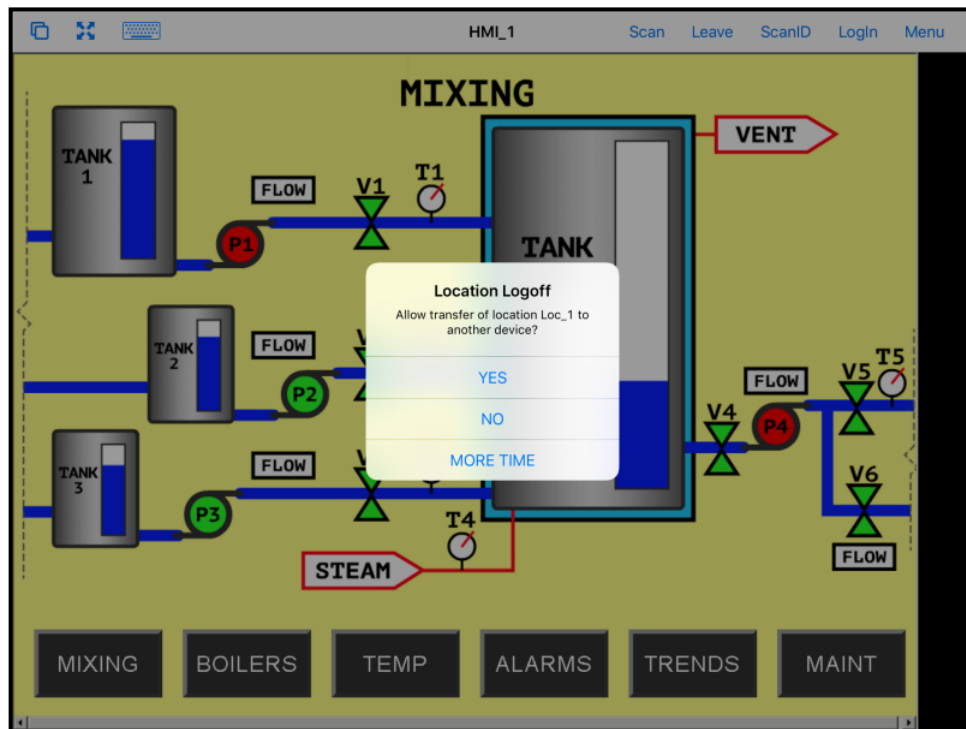 HMI_1
Scan
Leave
ScanID
LogIn
Menu
MIXING
VENT
TANK
1
FLOW
V1
T1
P1
TANK
Location Logoff
Allow transfer of location Loc_1 to
another device?
YES
NO
MORE TIME
TANK
2
FLOW
V
P2
TANK
3
FLOW
V
P3
V4
FLOW
P4
V5
T5
V6
FLOW
T4
STEAM
MIXING
BOILERS
TEMP
ALARMS
TRENDS
MAINT